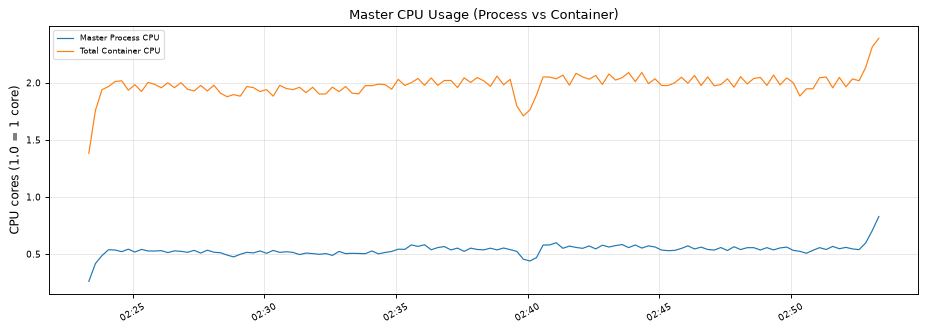 Master CPU Usage (Process vs Container)
Master Process CPU
Total Container CPU
CPU cores (1.0 = 1 core)
2.0
1.5
1.0
0.5
02:25
02:30
02:35
02:40
02:45
02:50